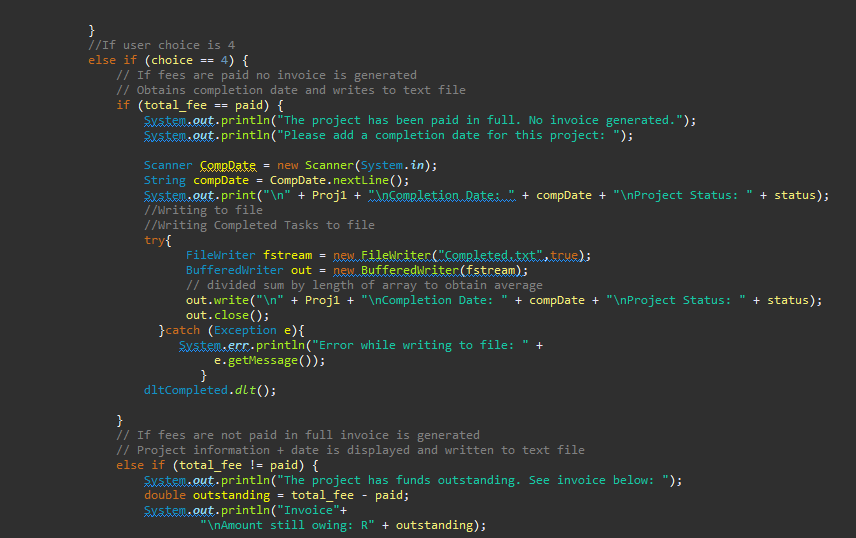 }
//If user choice is 4
else if (choice == 4) {
// If fees are paid no invoice is generated
// Obtains completion date and writes to text file
if (total_fee == paid) {
System.out.println("The project has been paid in full. No invoice generated.");
System.out.println("Please add a completion date for this project: ");
Scanner CompDate = new Scanner(System.in);
String compDate = CompDate.nextLine();
System.out.print("\n" + Proj1 + "\nCompletion Date: " + compDate + "\nProject Status: " + status);
//Writing to file
//Writing Completed Tasks to file
try{
FileWriter fstream = new FileWriter("Completed.txt",true);
BufferedWriter out = new BufferedWriter(fstream);
// divided sum by length of array to obtain average
out.write("\n" + Proj1 + "\nCompletion Date: " + compDate + "\nProject Status: " + status);
out.close();
}catch (Exception e){
System.err.println("Error while writing to file: " +
e.getMessage());
}
dltCompleted.dlt();
}
// If fees are not paid in full invoice is generated
// Project information + date is displayed and written to text file
else if (total_fee != paid) {
System.out.println("The project has funds outstanding. See invoice below: ");
double outstanding = total_fee - paid;
System.out.println("Invoice"+
"\nAmount still owing: R" + outstanding);